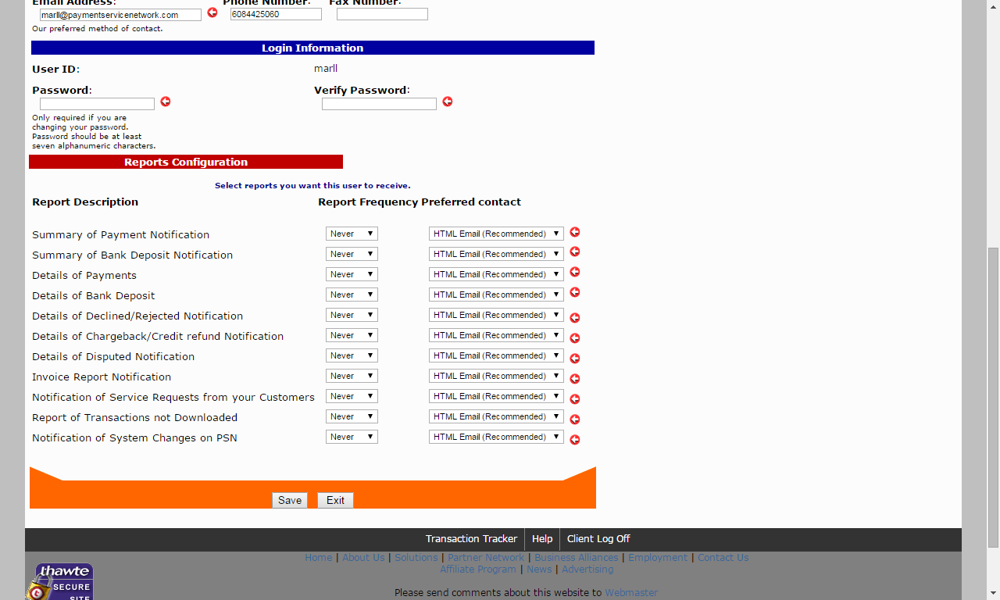 Email Address: Phone Number: Fax Number:
marll@paymentservicenetwork.com 6084425060
Our preferred method of contact.
Login Information
User ID: marll
Password: Verify Password:
Only required if you are
changing your password.
Password should be at least
seven alphanumeric characters.
Reports Configuration
Select reports you want this user to receive.
Report Description Report Frequency Preferred contact
Summary of Payment Notification Never HTML Email (Recommended)
Summary of Bank Deposit Notification Never HTML Email (Recommended)
Details of Payments Never HTML Email (Recommended)
Details of Bank Deposit Never HTML Email (Recommended)
Details of Declined/Rejected Notification Never HTML Email (Recommended)
Details of Chargeback/Credit refund Notification Never HTML Email (Recommended)
Details of Disputed Notification Never HTML Email (Recommended)
Invoice Report Notification Never HTML Email (Recommended)
Notification of Service Requests from your Customers Never HTML Email (Recommended)
Report of Transactions not Downloaded Never HTML Email (Recommended)
Notification of System Changes on PSN Never HTML Email (Recommended)
Save Exit
Transaction Tracker Help Client Log Off
Home | About Us | Solutions | Partner Network | Business Alliances | Employment | Contact Us
Affiliate Program | News | Advertising
thawte
SECURE
SITE
Please send comments about this website to Webmaster